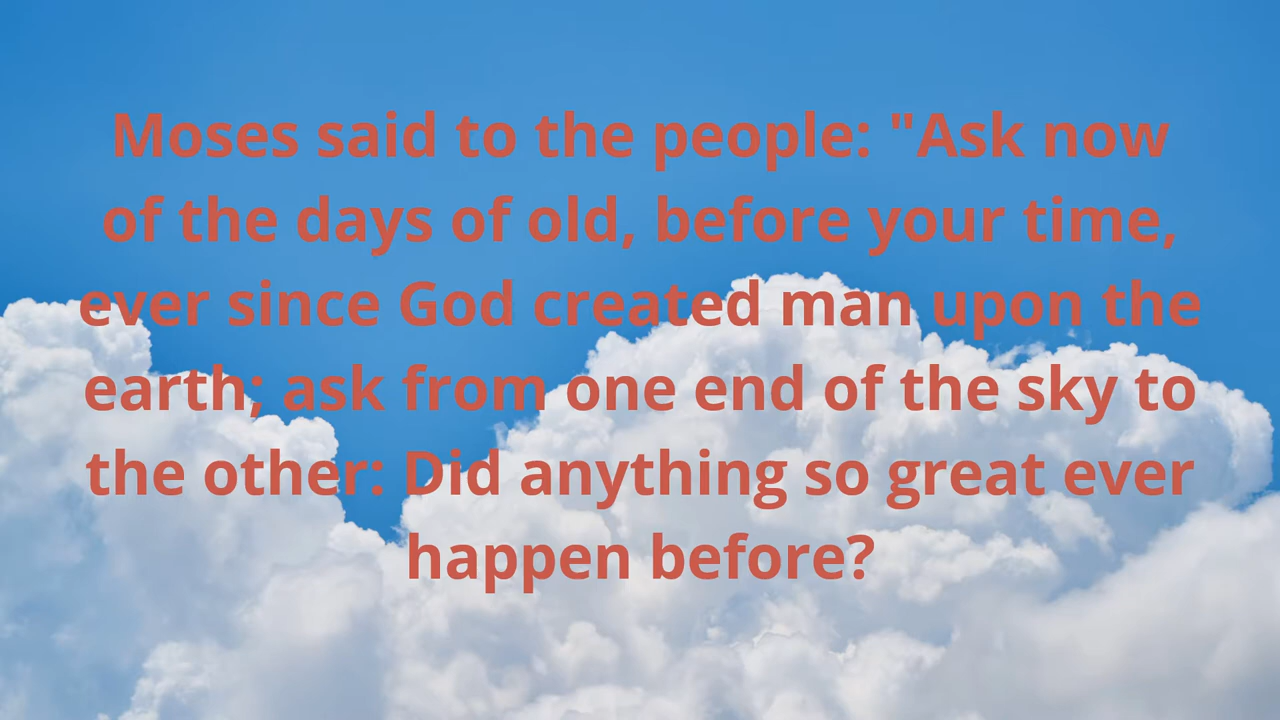 Moses said to the people: "Ask now
of the days of old, before your time,
ever since God created man upon the
earth; ask from one end of the sky to
the other: Did anything so great ever
happen before?